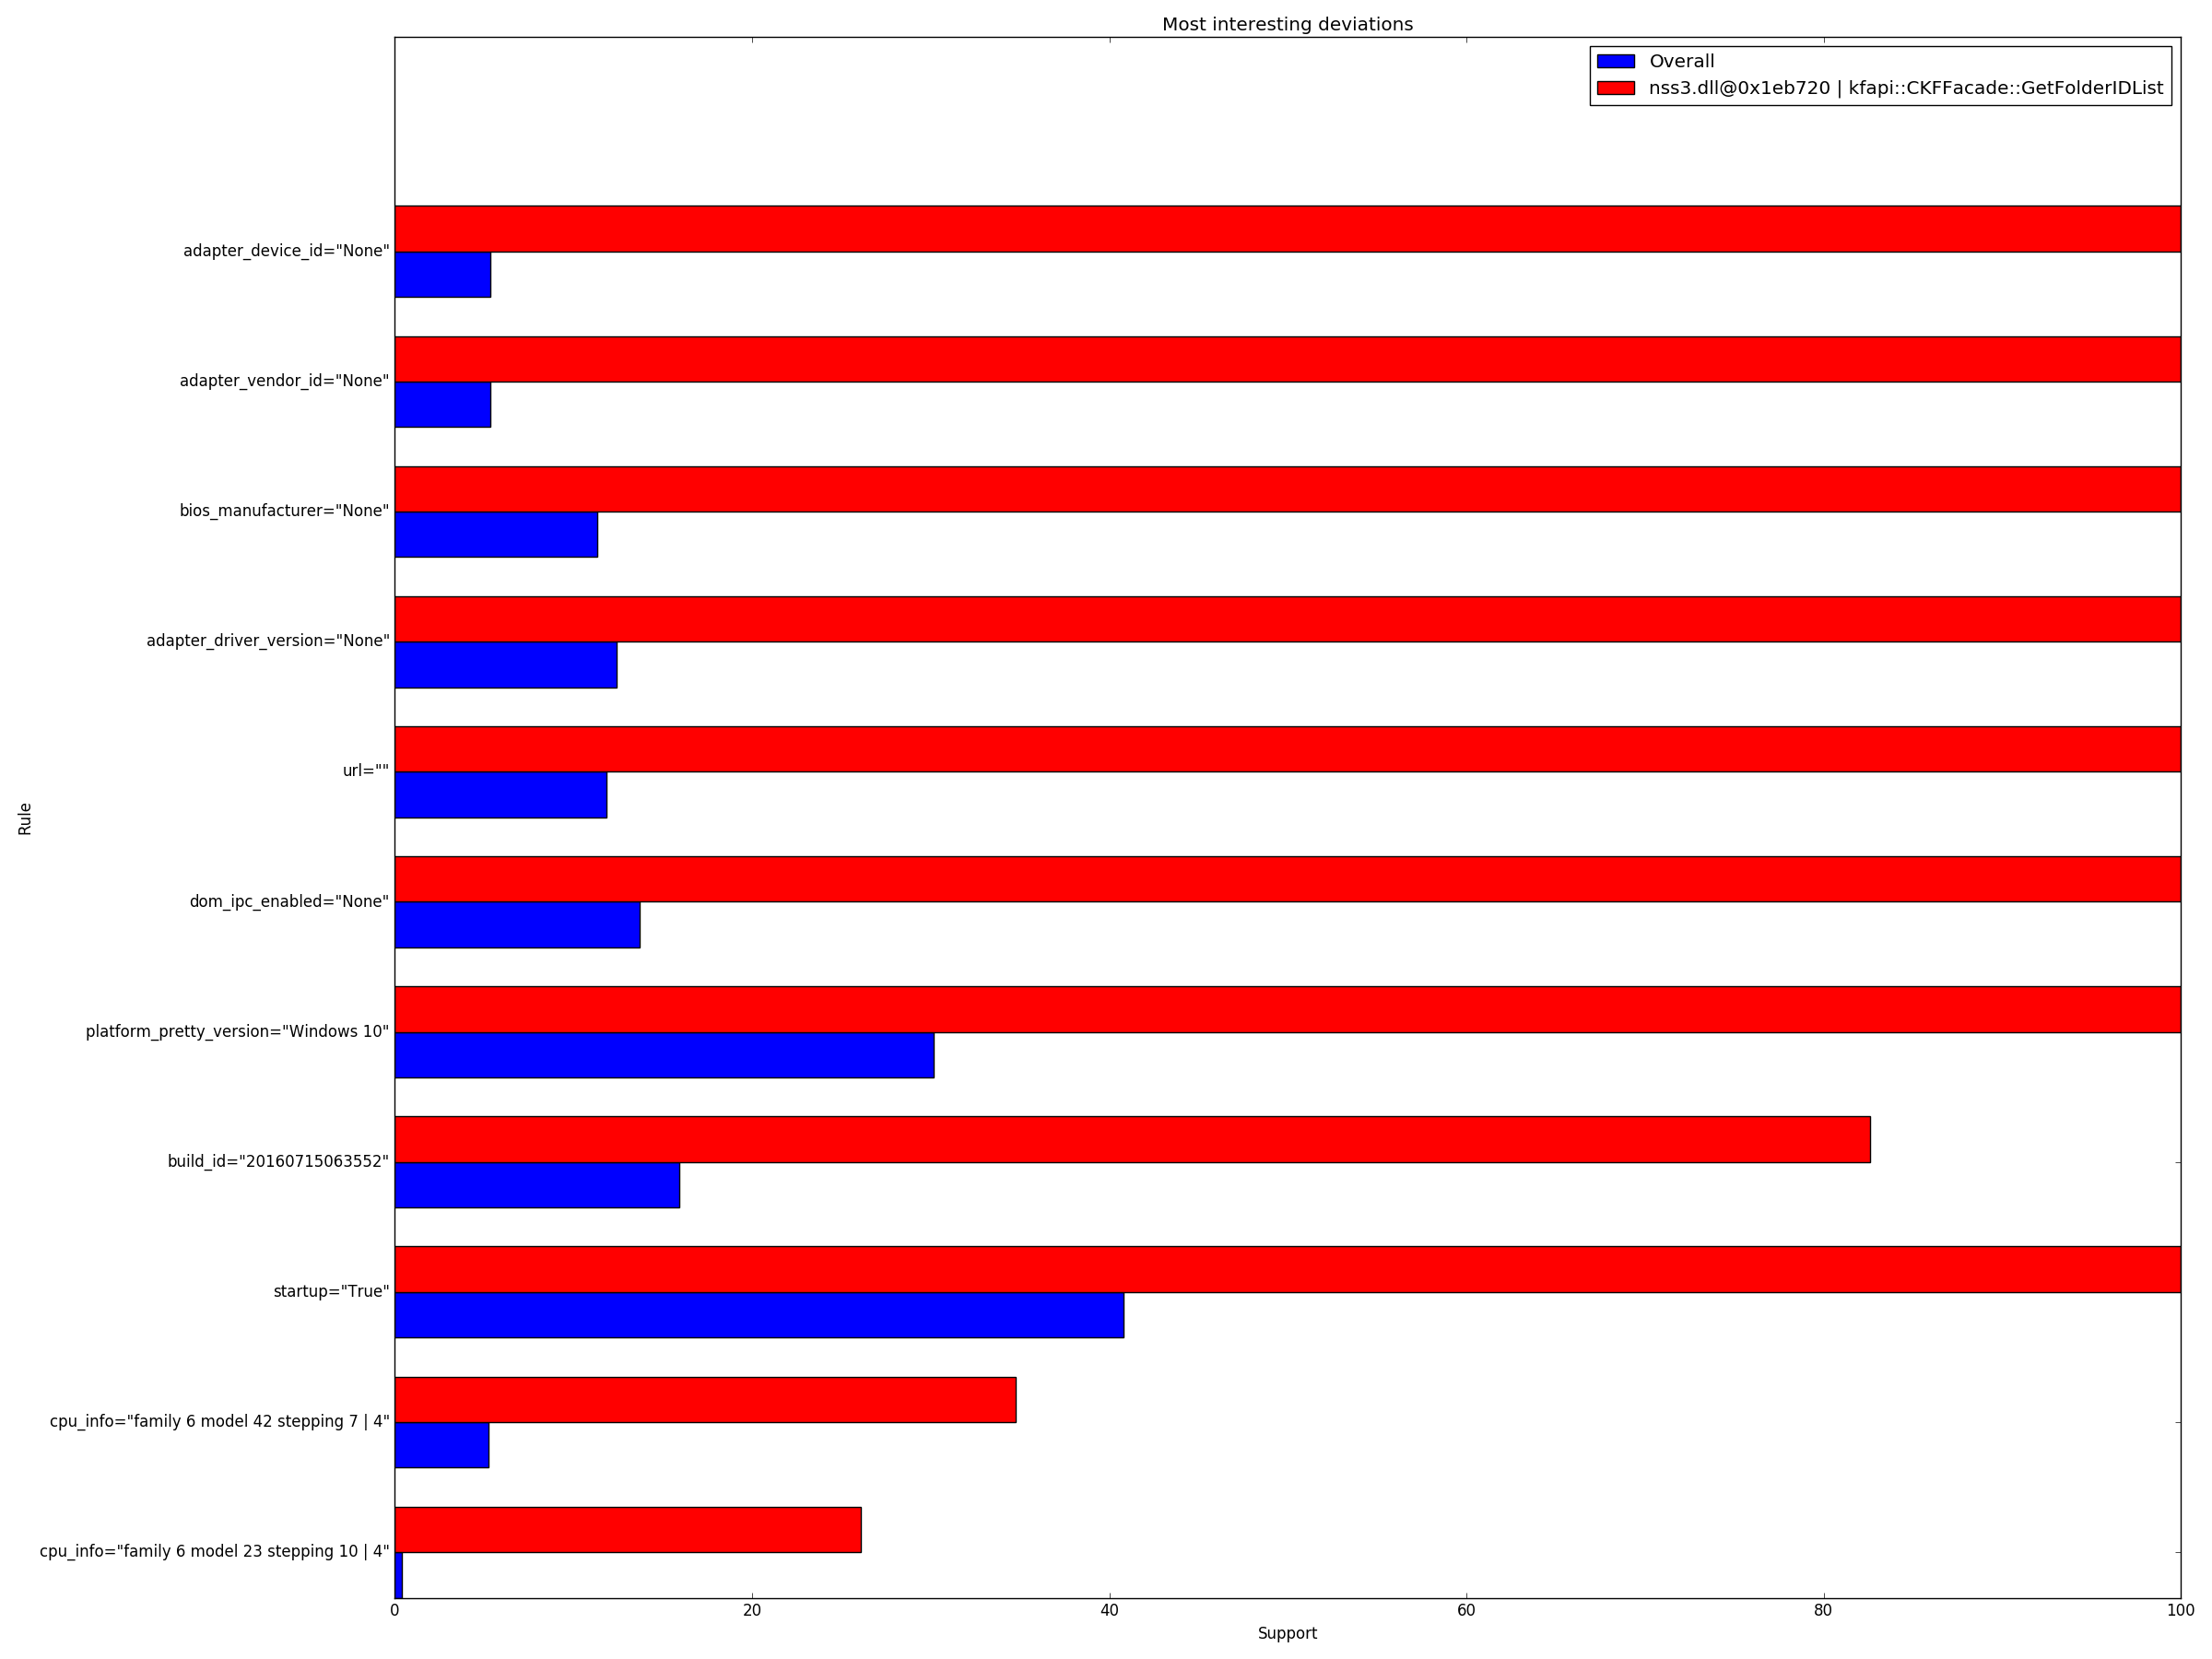 Most interesting deviations
Overall
nss3.dll@0x1eb720 | kfapi::CKFFacade::GetFolderIDList
adapter_device_id="None"
adapter_vendor_id="None"
bios_manufacturer="None"
adapter_driver_version="None"
url=""
dom_ipc_enabled="None"
platform_pretty_version="Windows 10"
build_id="20160715063552"
startup="True"
cpu_info="family 6 model 42 stepping 7 | 4"
cpu_info="family 6 model 23 stepping 10 | 4"
Rule
0 20 40 60 80 100
Support